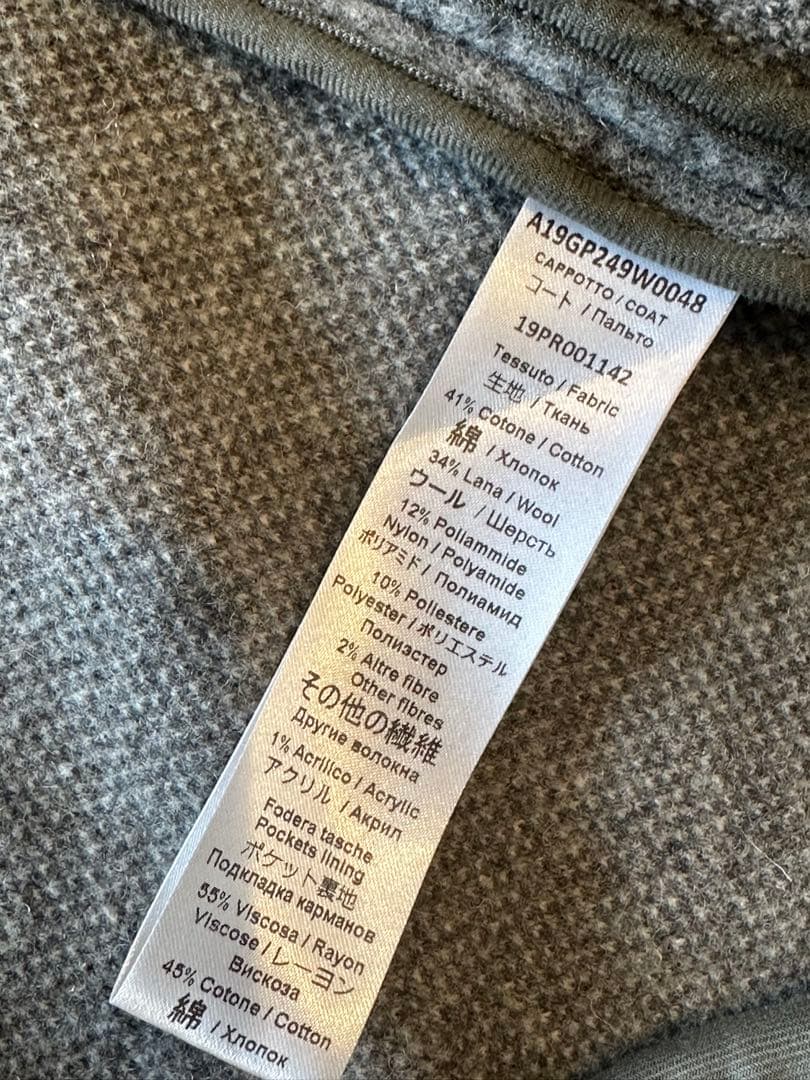 A19GP249W0048
CAPPOTTO / COAT
コート / Пальто
19PR001142
Tessuto / Fabric
生地 / Ткань
41% Cotone / Cotton
綿 / Хлопок
34% Lana / Wool
ウール / Шерсть
12% Poliammide
Nylon / Polyamide
ポリアミド / Полиамид
10% Poliestere
Polyester / ポリエステル
Полиэстер
2% Altre fibre
Other fibres
その他の繊維
Другие волокна
1% Acrilico / Acrylic
アクリル / Акрил
Fodera tasche
Pockets lining
ポケット裏地
Подкладка карманов
55% Viscosa / Rayon
Viscose / レーヨン
Вискоза
45% Cotone / Cotton
綿 / Хлопок